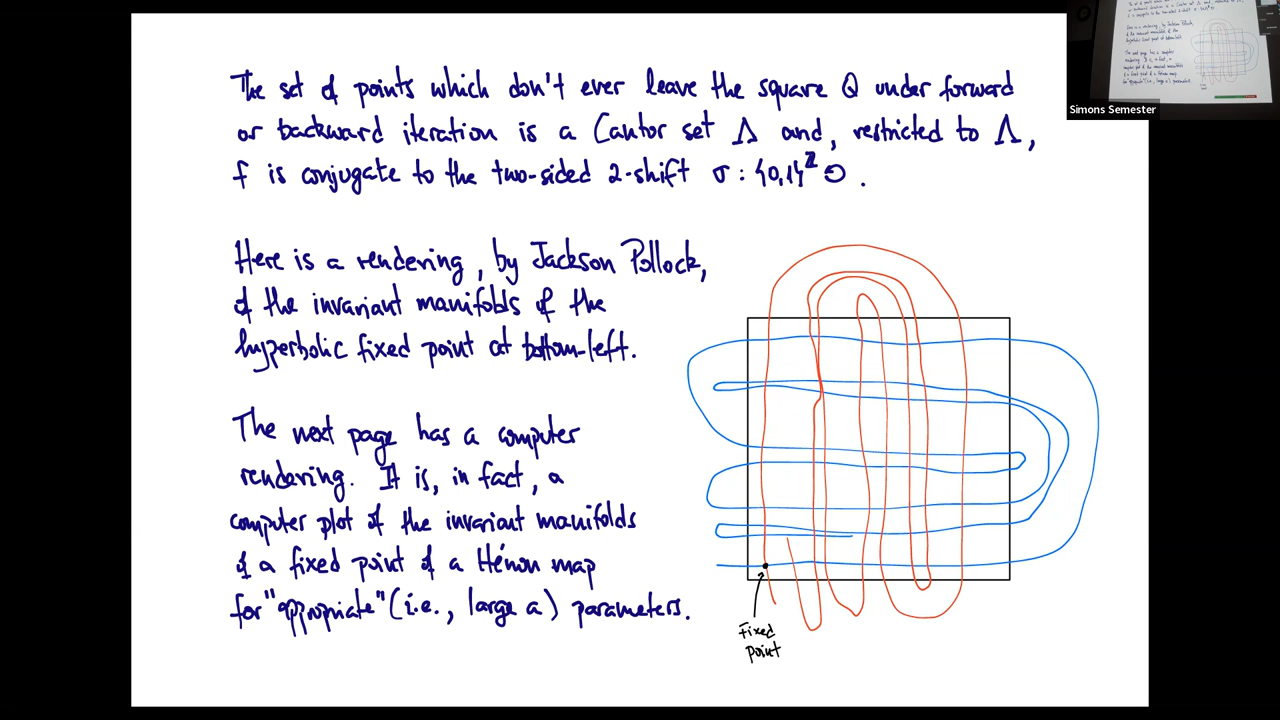 The set of points which don't ever leave the square Q under forward
or backward iteration is a Cantor set Λ and, restricted to Λ,
f is conjugate to the two-sided 2-shift σ : {0,1}^ℤ ↺ .
Here is a rendering, by Jackson Pollock,
of the invariant manifolds of the
hyperbolic fixed point at bottom-left.
The next page has a computer
rendering. It is, in fact, a
computer plot of the invariant manifolds
of a fixed point of a Hénon map
for "appropriate" (i.e., large a) parameters.
Fixed
point
Simons Semester